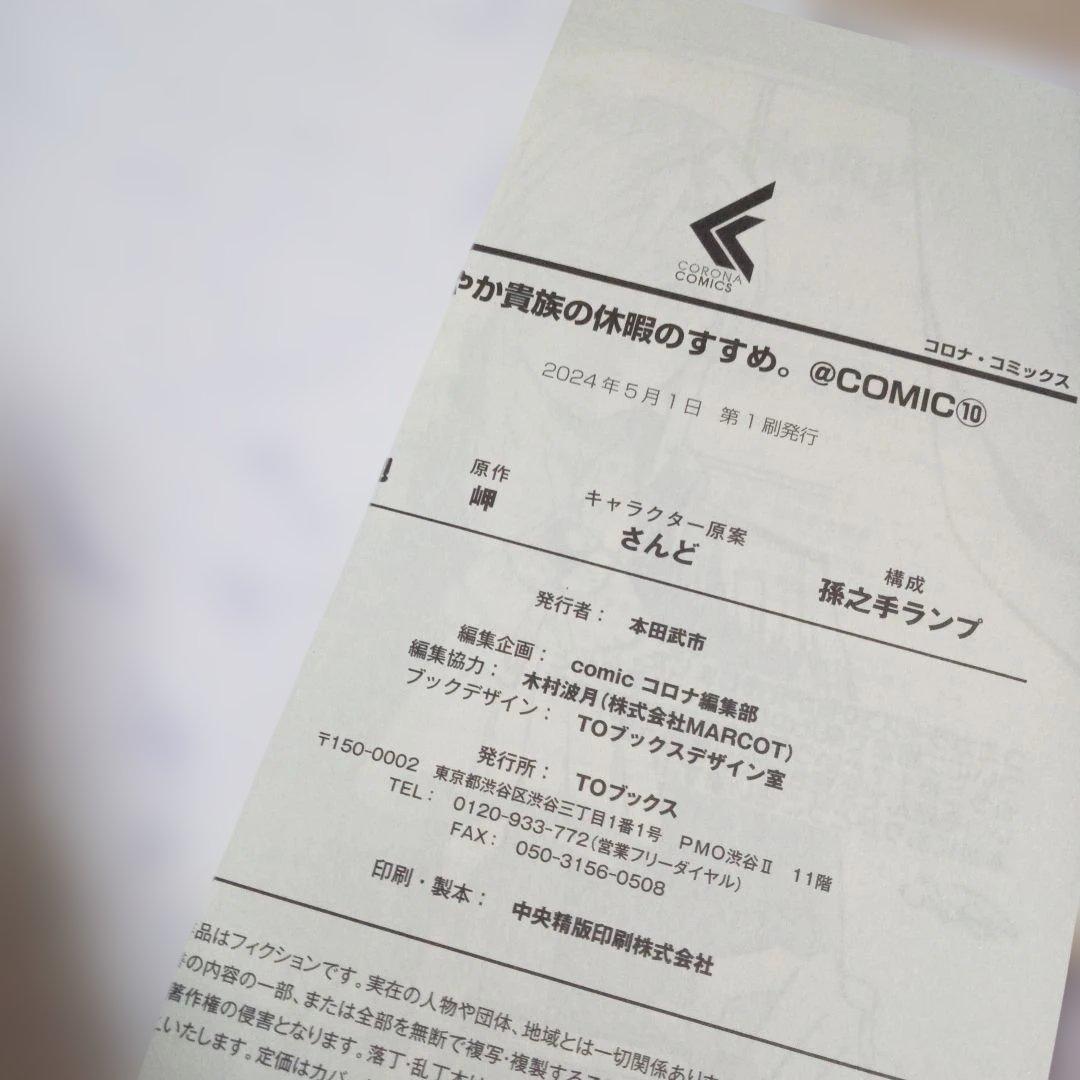 CORONA
COMICS
コロナ・コミックス
やか貴族の休暇のすすめ。@COMIC⑩
2024年5月1日 第1刷発行
!
原作
岬
キャラクター原案
さんど
構成
孫之手ランプ
発行者： 本田武市
編集企画： comic コロナ編集部
編集協力： 木村波月(株式会社MARCOT)
ブックデザイン： TOブックスデザイン室
発行所： TOブックス
〒150-0002 東京都渋谷区渋谷三丁目1番1号 PMO渋谷Ⅱ 11階
TEL： 0120-933-772(営業フリーダイヤル)
FAX： 050-3156-0508
印刷・製本： 中央精版印刷株式会社
品はフィクションです。実在の人物や団体、地域とは一切関係あり
の内容の一部、または全部を無断で複写・複製するこ
著作権の侵害となります。落丁・乱丁本は
いたします。定価はカバ